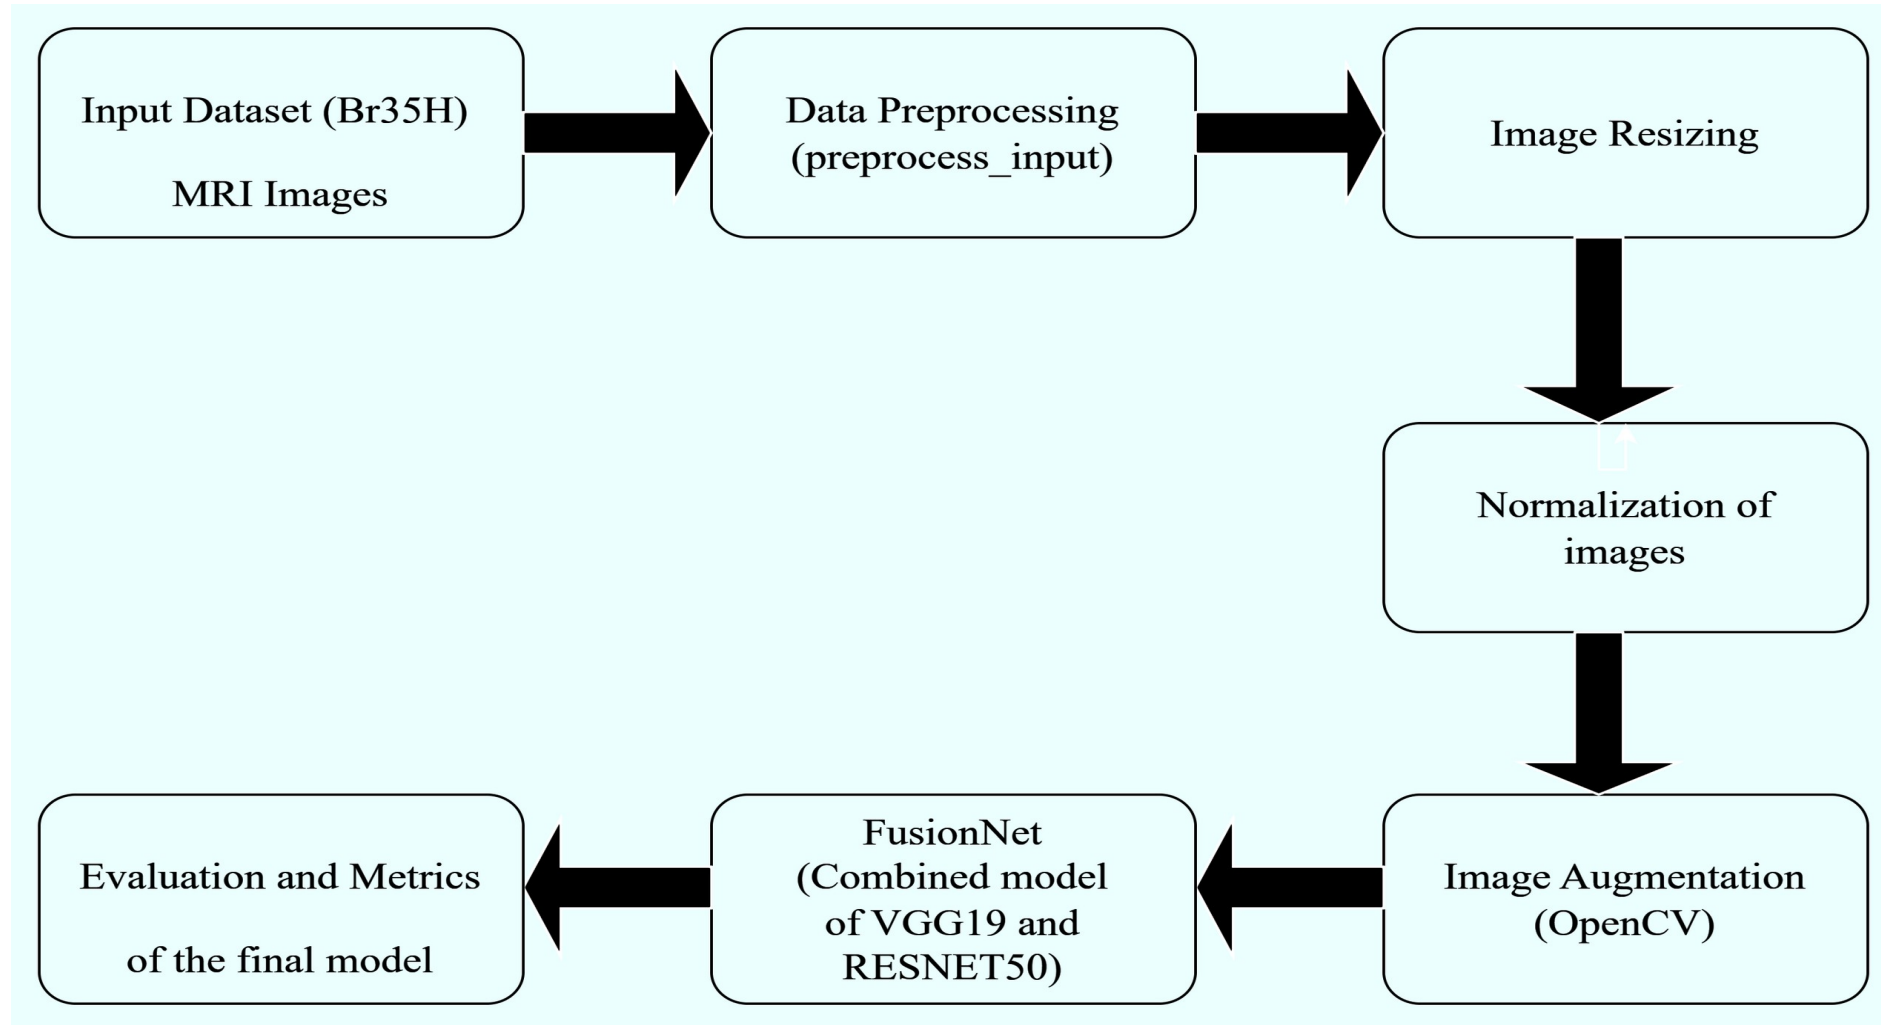 Input Dataset (Br35H)
MRI Images
Data Preprocessing
(preprocess_input)
Image Resizing
Normalization of
images
Image Augmentation
(OpenCV)
FusionNet
(Combined model
of VGG19 and
RESNET50)
Evaluation and Metrics
of the final model